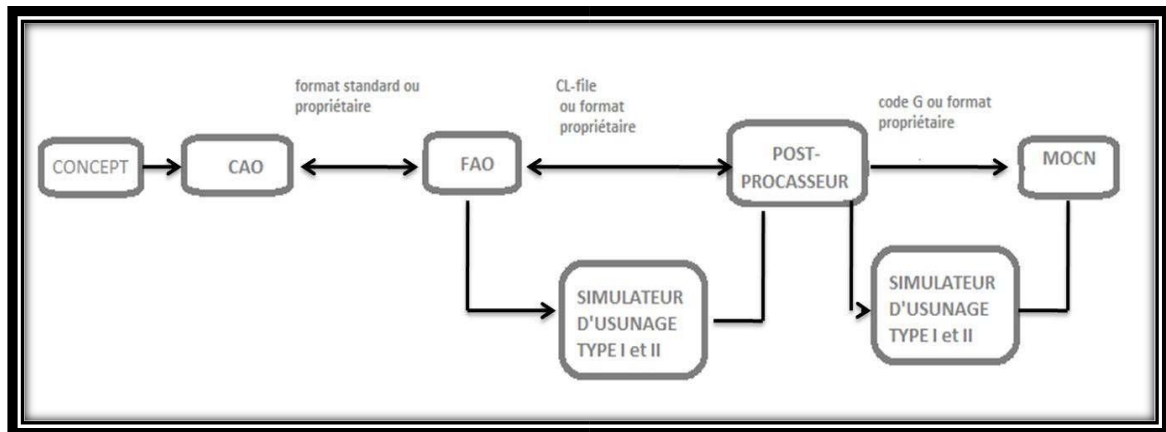 format standard ou
propriétaire
CL-file
ou format
propriétaire
code G ou format
propriétaire
CONCEPT
CAO
FAO
POST-
PROCASSEUR
MOCN
SIMULATEUR
D'USUNAGE
TYPE I et II
SIMULATEUR
D'USUNAGE
TYPE I et II